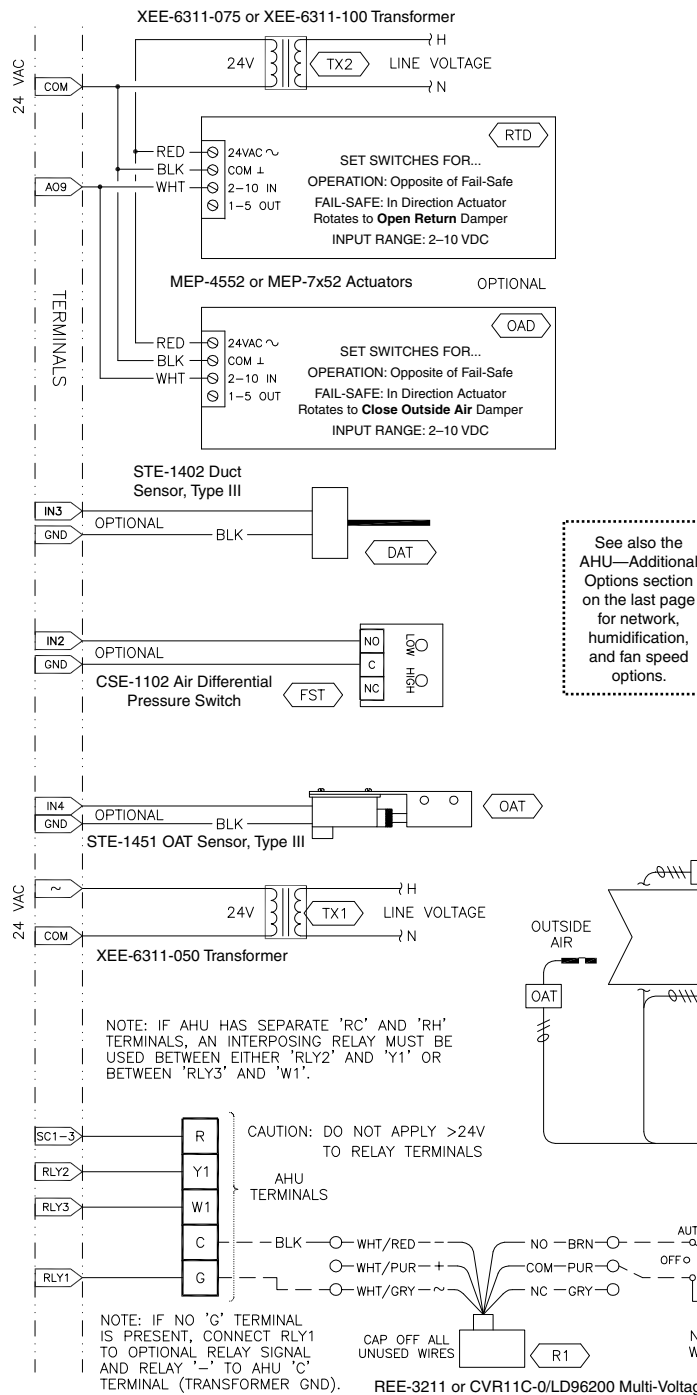 XEE-6311-075 or XEE-6311-100 Transformer
24 VAC
H
24V
TX2
LINE VOLTAGE
COM
N
RTD
RED
24VAC ~
BLK
COM ⊥
A09
WHT
2–10 IN
1–5 OUT
SET SWITCHES FOR...
OPERATION: Opposite of Fail-Safe
FAIL-SAFE: In Direction Actuator
Rotates to Open Return Damper
INPUT RANGE: 2–10 VDC
MEP-4552 or MEP-7x52 Actuators
OPTIONAL
TERMINALS
OAD
RED
24VAC ~
BLK
COM ⊥
WHT
2–10 IN
1–5 OUT
SET SWITCHES FOR...
OPERATION: Opposite of Fail-Safe
FAIL-SAFE: In Direction Actuator
Rotates to Close Outside Air Damper
INPUT RANGE: 2–10 VDC
STE-1402 Duct
Sensor, Type III
IN3
OPTIONAL
GND
BLK
DAT
See also the
AHU—Additional
Options section
on the last page
for network,
humidification,
and fan speed
options.
IN2
OPTIONAL
GND
NO
C
NC
LOW
HIGH
CSE-1102 Air Differential
Pressure Switch
FST
IN4
OPTIONAL
GND
BLK
OAT
STE-1451 OAT Sensor, Type III
24 VAC
~
H
24V
TX1
LINE VOLTAGE
COM
N
XEE-6311-050 Transformer
OUTSIDE
AIR
OAT
NOTE: IF AHU HAS SEPARATE 'RC' AND 'RH'
TERMINALS, AN INTERPOSING RELAY MUST BE
USED BETWEEN EITHER 'RLY2' AND 'Y1' OR
BETWEEN 'RLY3' AND 'W1'.
SC1-3
R
CAUTION: DO NOT APPLY >24V
TO RELAY TERMINALS
RLY2
Y1
AHU
TERMINALS
RLY3
W1
C
BLK
WHT/RED –
NO
BRN
AUT
WHT/PUR +
COM
PUR
OFF
RLY1
G
WHT/GRY ~
NC
GRY
NOTE: IF NO 'G' TERMINAL
IS PRESENT, CONNECT RLY1
TO OPTIONAL RELAY SIGNAL
AND RELAY '–' TO AHU 'C'
TERMINAL (TRANSFORMER GND).
CAP OFF ALL
UNUSED WIRES
R1
N
W
REE-3211 or CVR11C-0/LD96200 Multi-Voltag